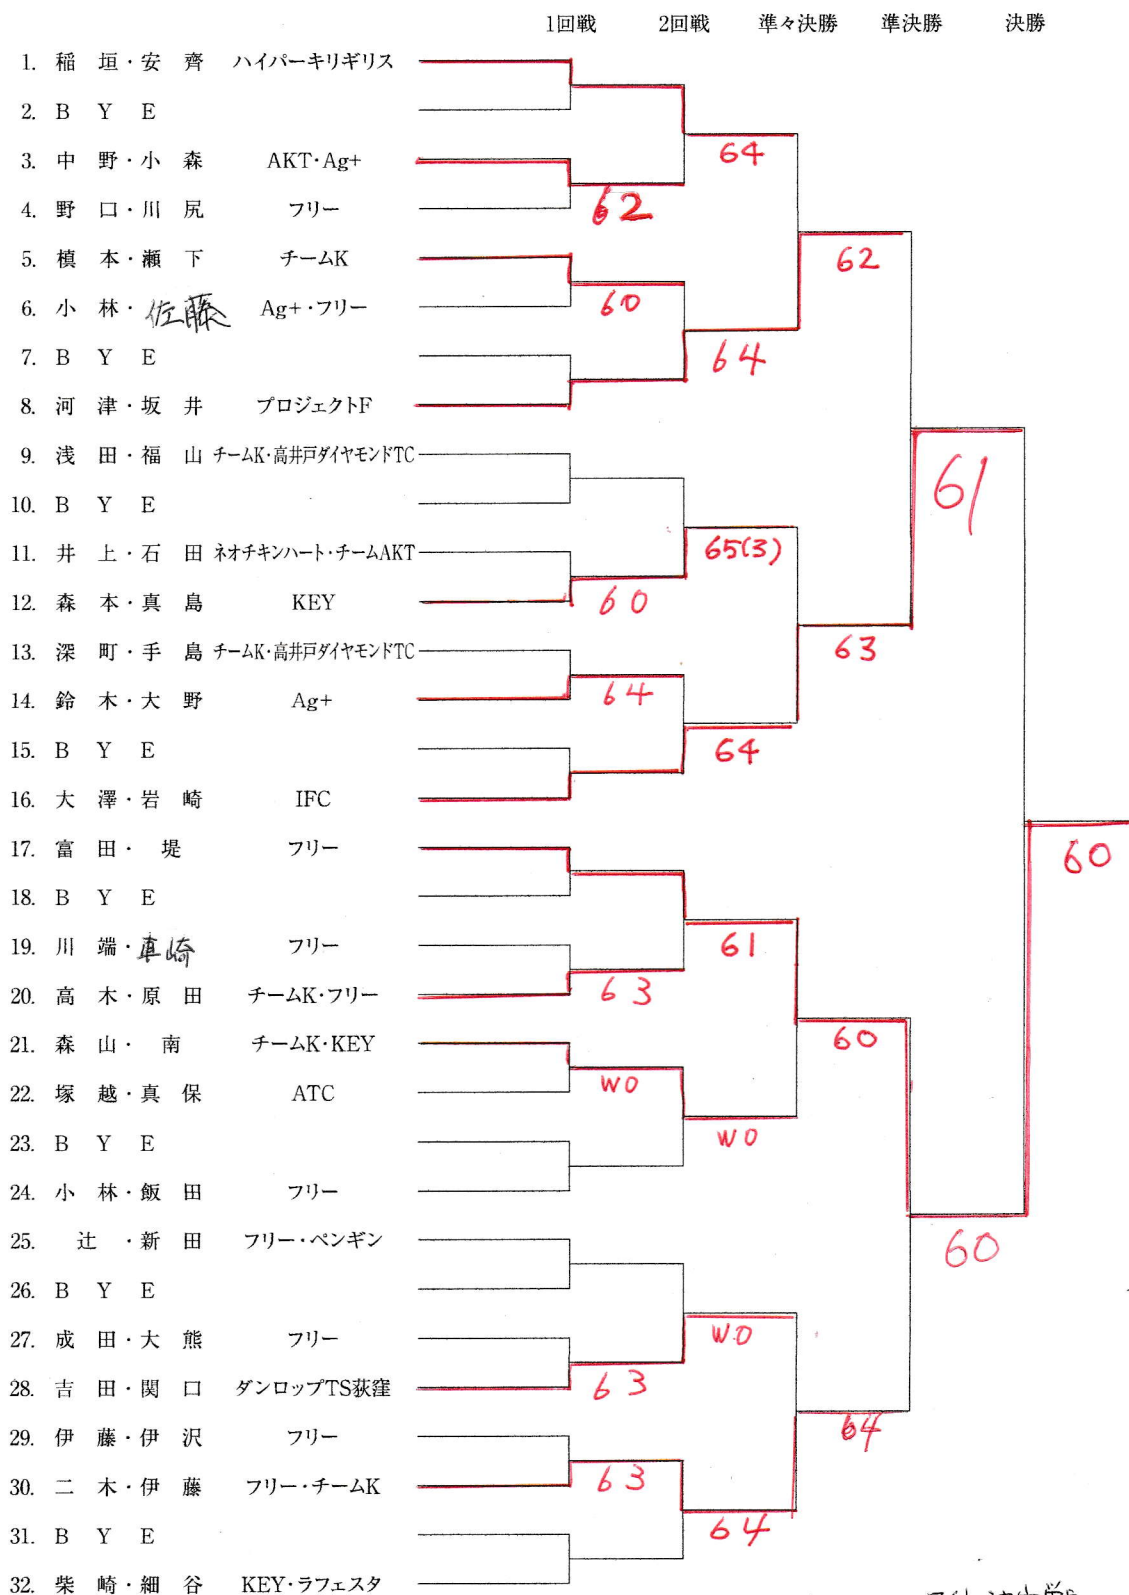 1回戦 2回戦 準々決勝 準決勝 決勝
1. 稲垣・安齊 ハイパーキリギリス
2. BYE
64
3. 中野・小森 AKT・Ag+
62
4. 野口・川尻 フリー
5.槙本・瀬下 チームK
62
6. 小林・佐藤 Ag+・フリー
60
7. BYE
64
8. 河津・坂井 プロジェクトF
9. 浅田・福山 チームK・高井戸ダイヤモンドTC
61
10. BYE
11. 井上・石田 ネオチキンハート・チームAKT
65(3)
12. 森本・真島 KEY
60
13. 深町・手島 チームK・高井戸ダイヤモンドTC
63
14. 鈴木・大野 Ag+
64
15. BYE
64
16. 大澤・岩崎 IFC
17. 富田・堤 フリー
60
18. BYE
19. 川端・真崎 フリー
61
20. 高木・原田 チームK・フリー
63
21. 森山・南 チームK・KEY
60
22. 塚越・真保 ATC
WO
23. BYE
WO
24. 小林・飯田 フリー
25. 辻・新田 フリー・ペンギン
60
26. BYE
27. 成田・大熊 フリー
WO
28. 吉田・関口 ダンロップTS荻窪
63
29. 伊藤・伊沢 フリー
64
30. 二木・伊藤 フリー・チームK
63
31. BYE
64
32. 柴崎・細谷 KEY・ラフェスタ